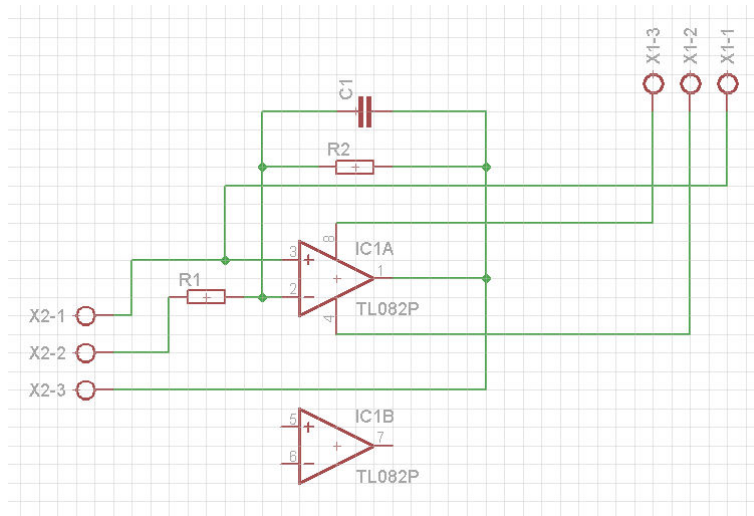 X1-3
X1-2
X1-1
C1
R2
8
IC1A
3
1
R1
2
TL082P
4
X2-1
X2-2
X2-3
IC1B
5
7
6
TL082P